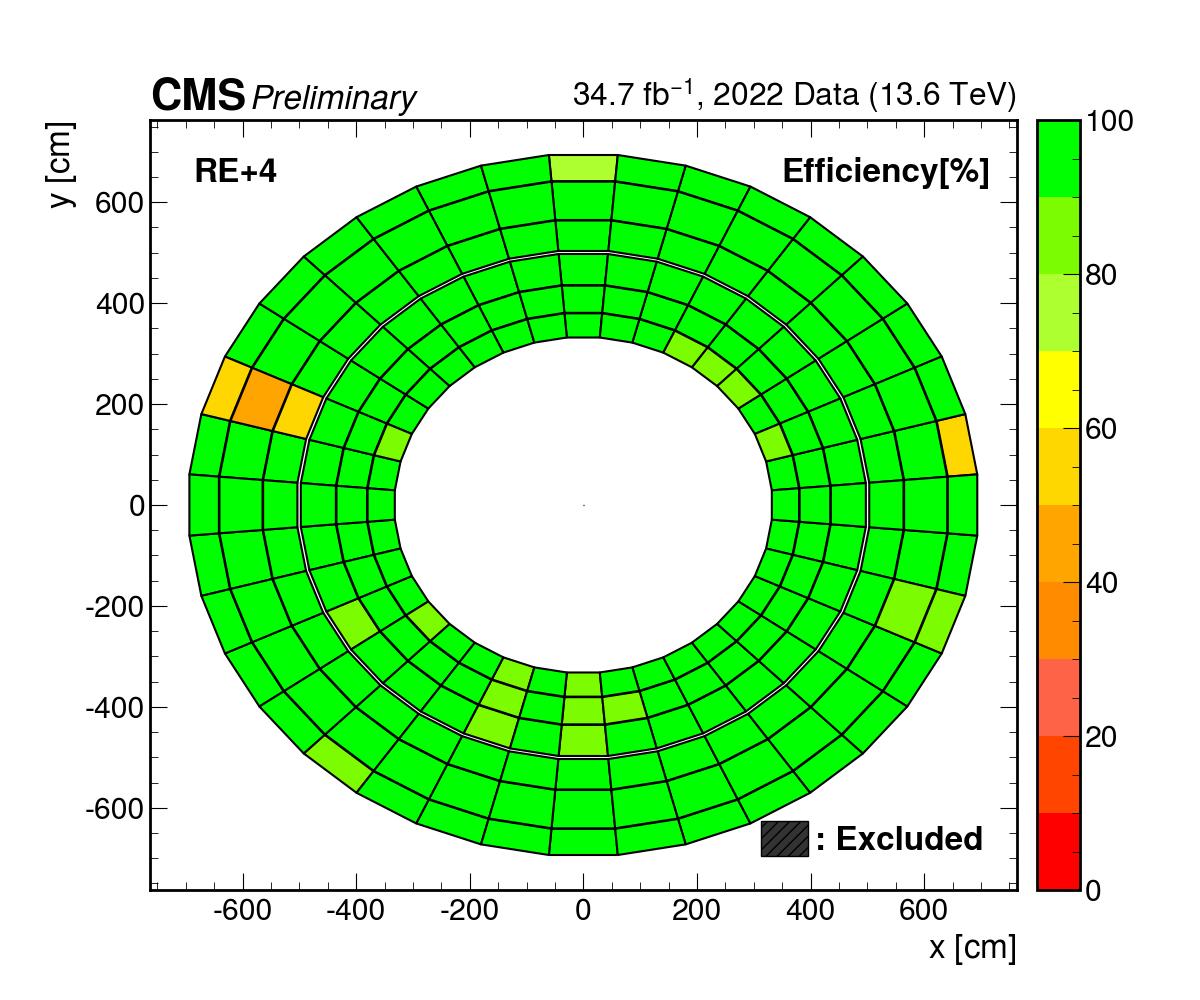 CMS Preliminary 34.7 fb⁻¹, 2022 Data (13.6 TeV)
y [cm]
RE+4
Efficiency[%]
600
400
200
0
-200
-400
-600
: Excluded
-600 -400 -200 0 200 400 600
x [cm]
100
80
60
40
20
0